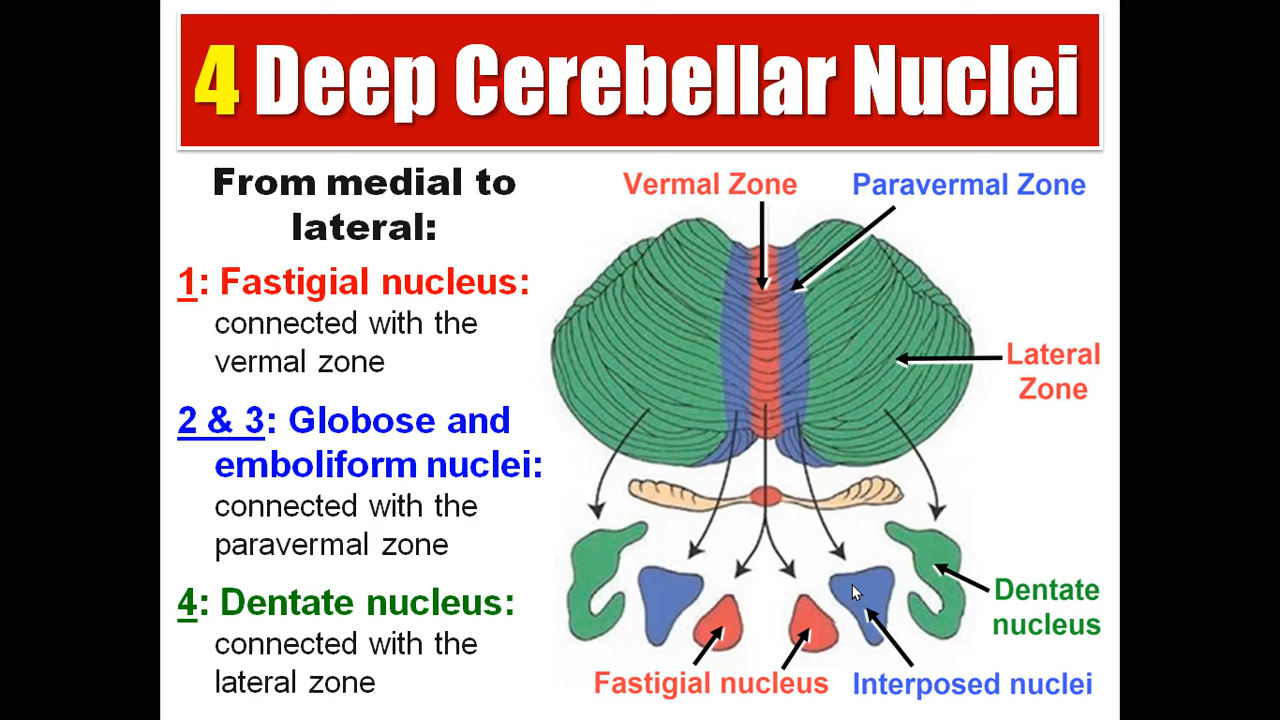 4 Deep Cerebellar Nuclei
From medial to
lateral:
1: Fastigial nucleus:
connected with the
vermal zone
2 & 3: Globose and
emboliform nuclei:
connected with the
paravermal zone
4: Dentate nucleus:
connected with the
lateral zone
Vermal Zone
Paravermal Zone
Lateral
Zone
Dentate
nucleus
Fastigial nucleus
Interposed nuclei